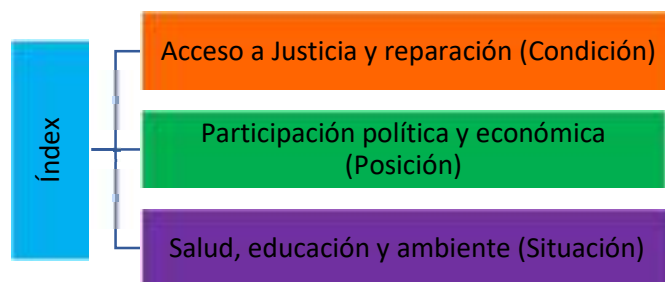 Índex
Acceso a Justicia y reparación (Condición)
Participación política y económica
(Posición)
Salud, educación y ambiente (Situación)